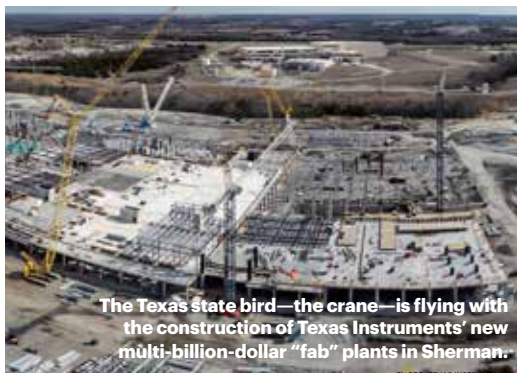 The Texas state bird—the crane—is flying with
the construction of Texas Instruments’ new
multi-billion-dollar “fab” plants in Sherman.